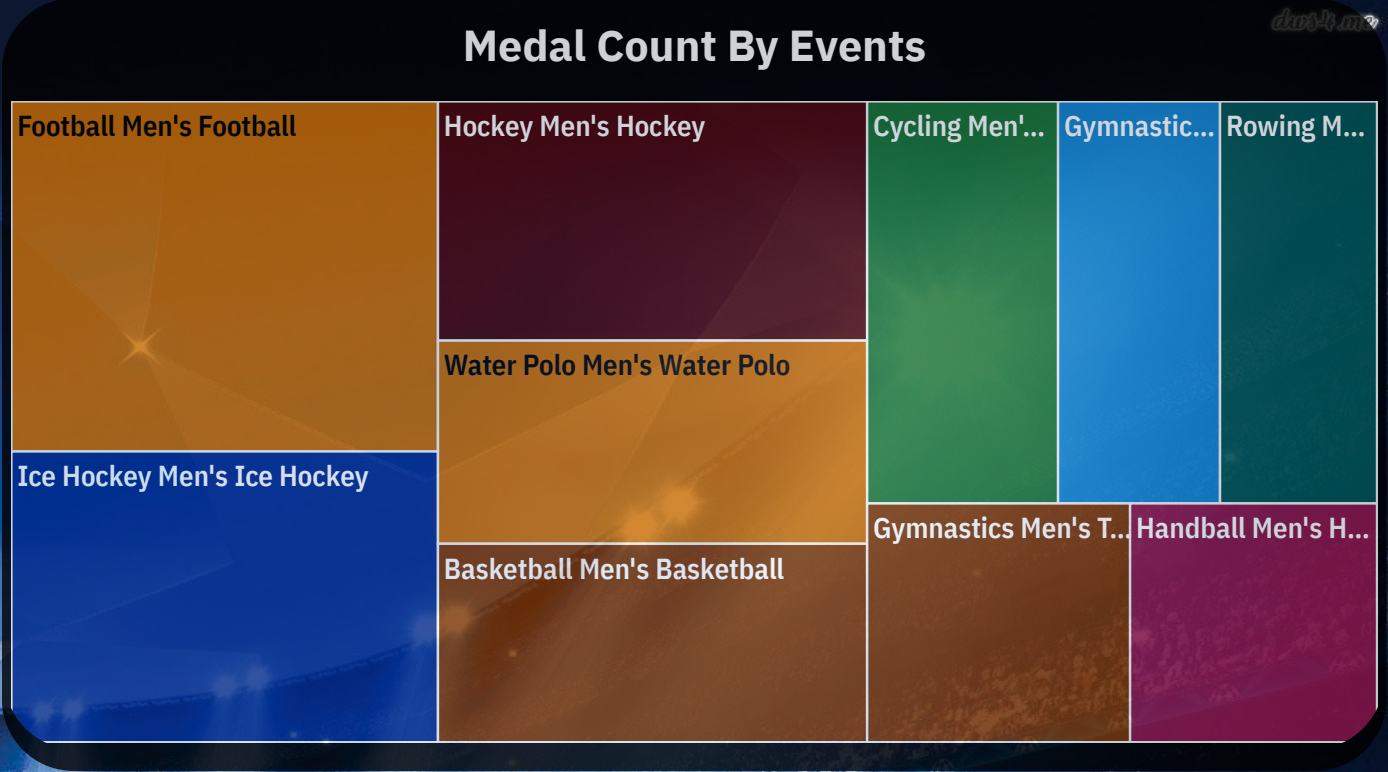 Medal Count By Events
Football Men's Football
Hockey Men's Hockey
Cycling Men'...
Gymnastic...
Rowing M...
Water Polo Men's Water Polo
Ice Hockey Men's Ice Hockey
Gymnastics Men's T...
Handball Men's H...
Basketball Men's Basketball